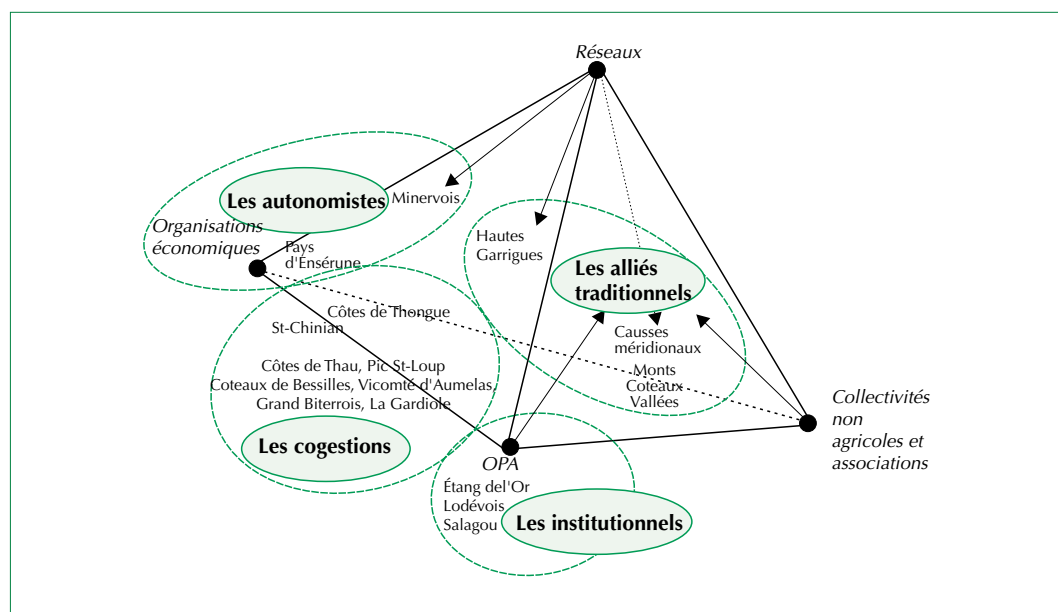 Réseaux
Les autonomistes
Minervois
Organisations
économiques
Pays
d'Ensérune
Hautes
Garrigues
Les alliés
traditionnels
Côtes de Thongue
St-Chinian
Causses
méridionaux
Côtes de Thau, Pic St-Loup
Coteaux de Bessilles, Vicomté d'Aumelas,
Grand Biterrois, La Gardiole
Monts
Coteaux
Vallées
Collectivités
non
agricoles et
associations
Les cogestions
OPA
Étang del'Or
Lodévois
Salagou
Les institutionnels